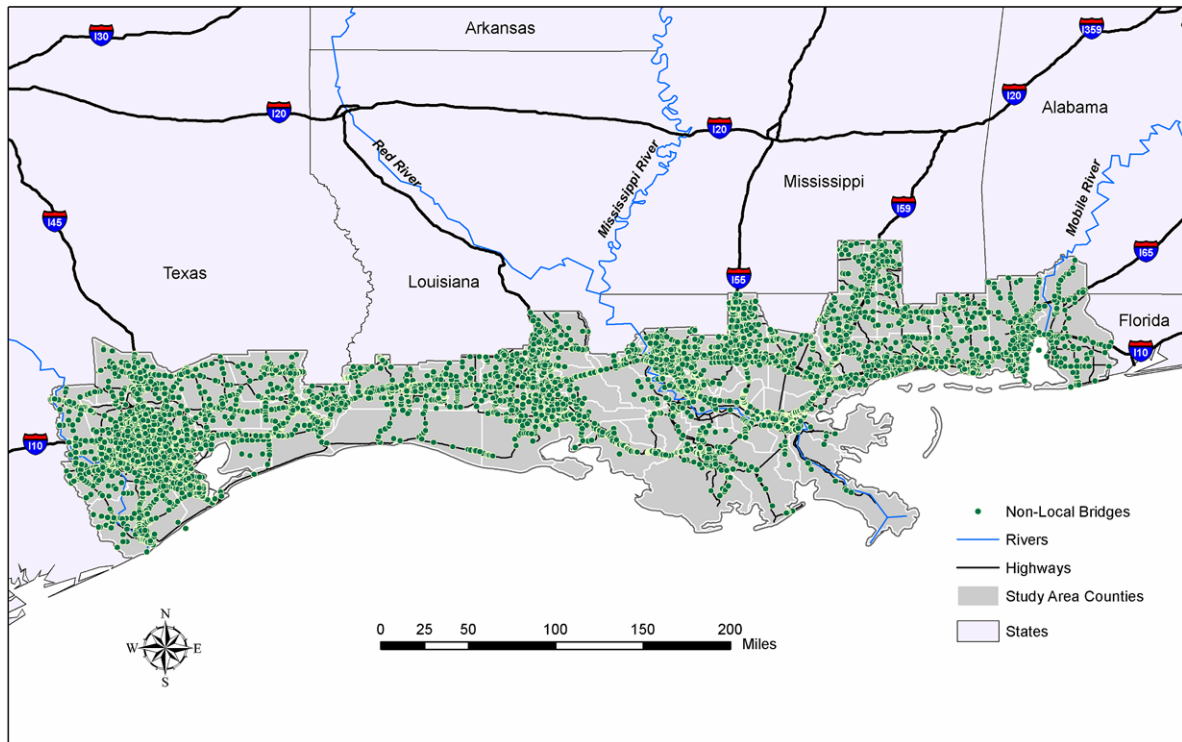 Arkansas
I30
I359
I20
I20
I20
Alabama
Red River
Mississippi River
Mississippi
Mobile River
I45
I59
I65
Texas
Louisiana
I55
Florida
I10
I10
Non-Local Bridges
Rivers
Highways
Study Area Counties
States
N
W E
S
0 25 50 100 150 200
Miles